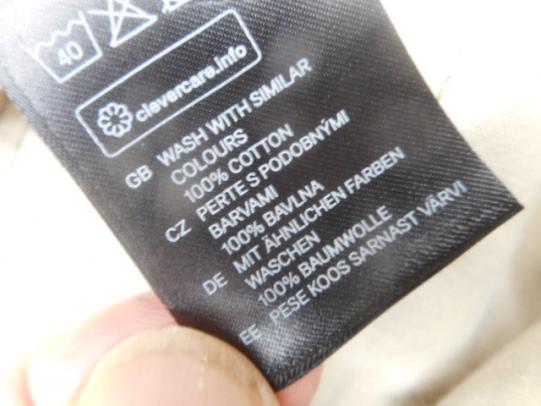 40
clevercare.info
GB WASH WITH SIMILAR
COLOURS
100% COTTON
CZ PERTE S PODOBNÝMI
BARVAMI
100% BAVLNA
DE MIT ÄHNLICHEN FARBEN
WASCHEN
100% BAUMWOLLE
EE PESE KOOS SARNAST VÄRVI